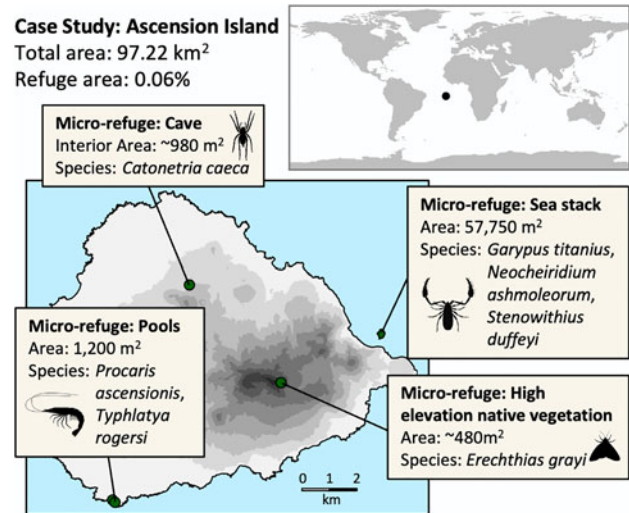 Case Study: Ascension Island
Total area: 97.22 km²
Refuge area: 0.06%
Micro-refuge: Cave
Interior Area: ~980 m²
Species: Catonetria caeca
Micro-refuge: Sea stack
Area: 57,750 m²
Species: Garypus titanius,
Neocheiridium
ashmoleorum,
Stenowithius
duffeyi
Micro-refuge: Pools
Area: 1,200 m²
Species: Procaris
ascensionis,
Typhlatya
rogersi
Micro-refuge: High
elevation native vegetation
Area: ~480m²
Species: Erechthias grayi
0 1 2
km